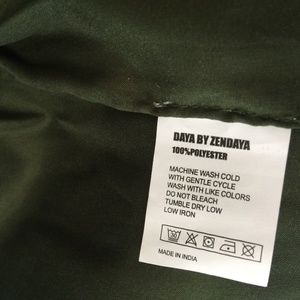 DAYA BY ZENDAYA
100%POLYESTER
MACHINE WASH COLD
WITH GENTLE CYCLE
WASH WITH LIKE COLORS
DO NOT BLEACH
TUMBLE DRY LOW
LOW IRON
MADE IN INDIA